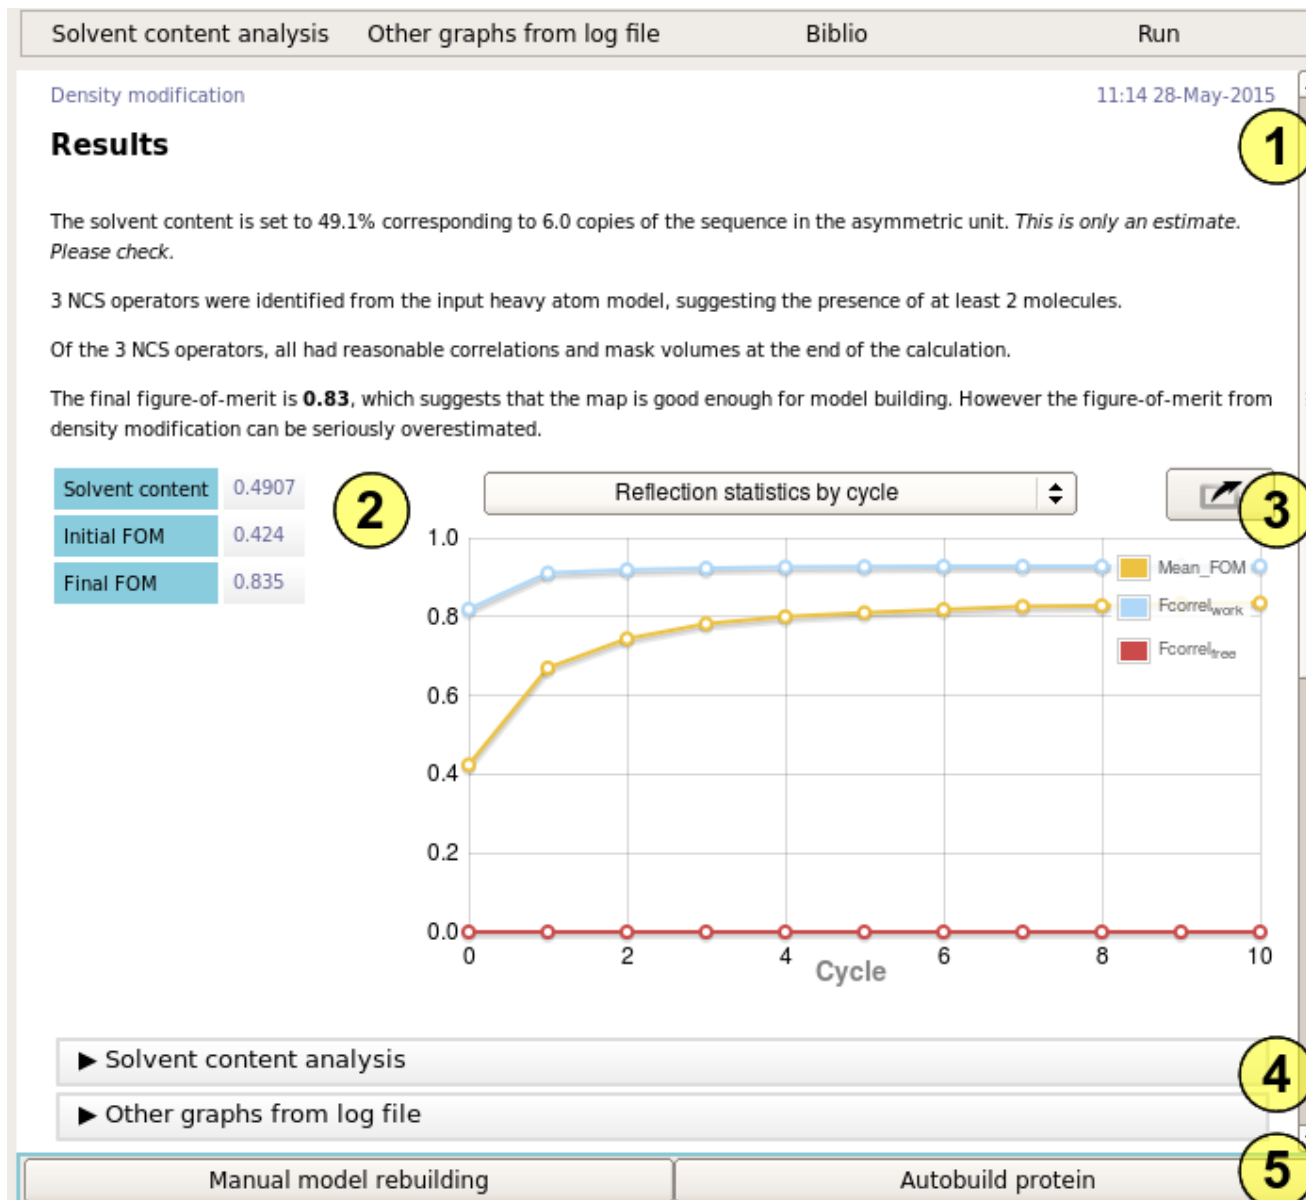 Solvent content analysis Other graphs from log file Biblio Run
Density modification 11:14 28-May-2015
Results
1
The solvent content is set to 49.1% corresponding to 6.0 copies of the sequence in the asymmetric unit. This is only an estimate.
Please check.
3 NCS operators were identified from the input heavy atom model, suggesting the presence of at least 2 molecules.
Of the 3 NCS operators, all had reasonable correlations and mask volumes at the end of the calculation.
The final figure-of-merit is 0.83, which suggests that the map is good enough for model building. However the figure-of-merit from
density modification can be seriously overestimated.
Solvent content 0.4907
Initial FOM 0.424
Final FOM 0.835
2
Reflection statistics by cycle
3
1.0
0.8
0.6
0.4
0.2
0.0
Mean_FOM
Fcorrelwork
Fcorrelfree
0 2 4 6 8 10
Cycle
▶ Solvent content analysis
4
▶ Other graphs from log file
Manual model rebuilding Autobuild protein
5